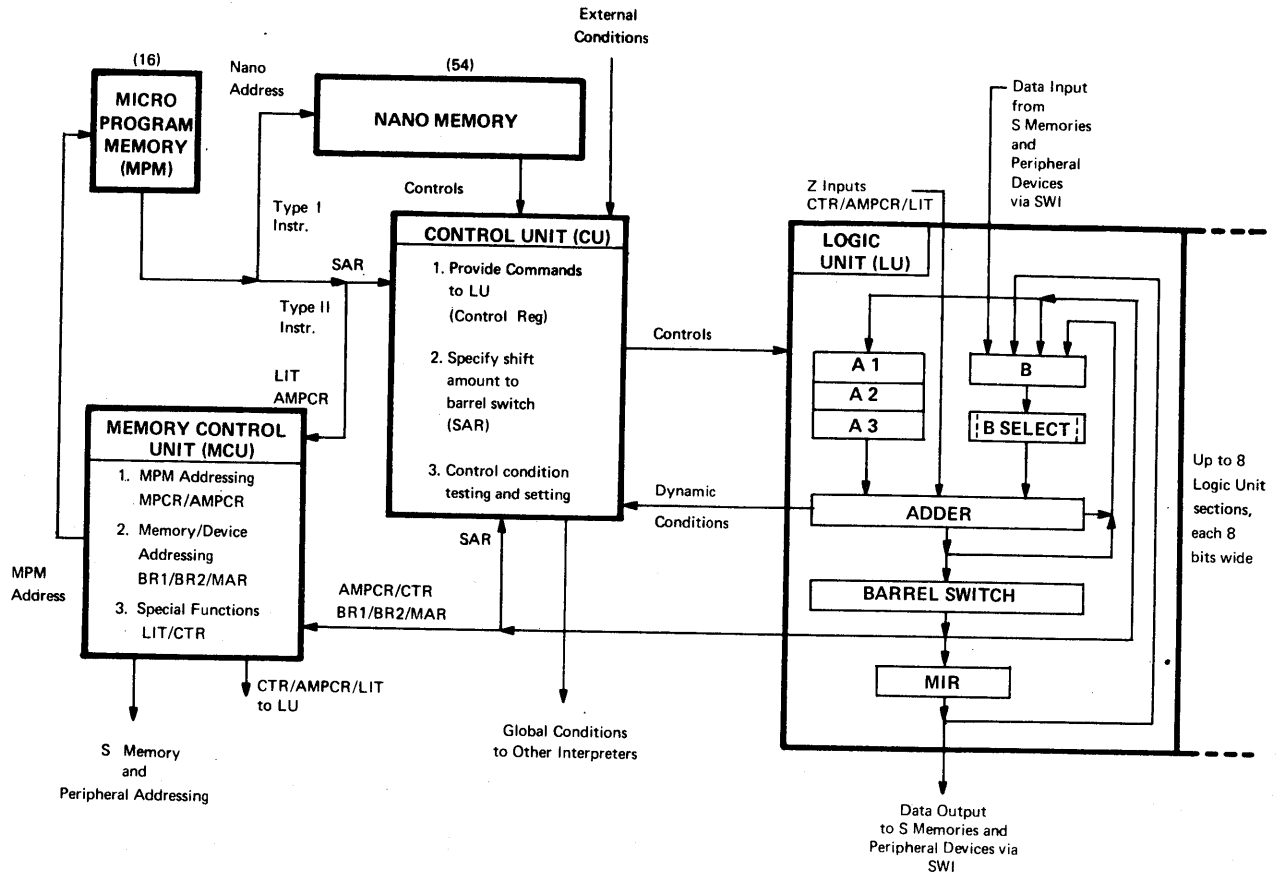 External
Conditions
(16)
Nano
Address
(54)
MICRO
PROGRAM
MEMORY
(MPM)
NANO MEMORY
Data Input
from
S Memories
and
Peripheral
Devices
via SWI
Controls
Z Inputs
CTR/AMPCR/LIT
Type I
Instr.
CONTROL UNIT (CU)
1. Provide Commands
to LU
(Control Reg)
2. Specify shift
amount to
barrel switch
(SAR)
3. Control condition
testing and setting
SAR
Type II
Instr.
LIT
AMPCR
Controls
LOGIC
UNIT (LU)
A 1
A 2
A 3
B
B SELECT
ADDER
BARREL SWITCH
MIR
Up to 8
Logic Unit
sections,
each 8
bits wide
Dynamic
Conditions
MEMORY CONTROL
UNIT (MCU)
1. MPM Addressing
MPCR/AMPCR
2. Memory/Device
Addressing
BR1/BR2/MAR
3. Special Functions
LIT/CTR
SAR
MPM
Address
AMPCR/CTR
BR1/BR2/MAR
CTR/AMPCR/LIT
to LU
S Memory
and
Peripheral Addressing
Global Conditions
to Other Interpreters
Data Output
to S Memories and
Peripheral Devices via
SWI